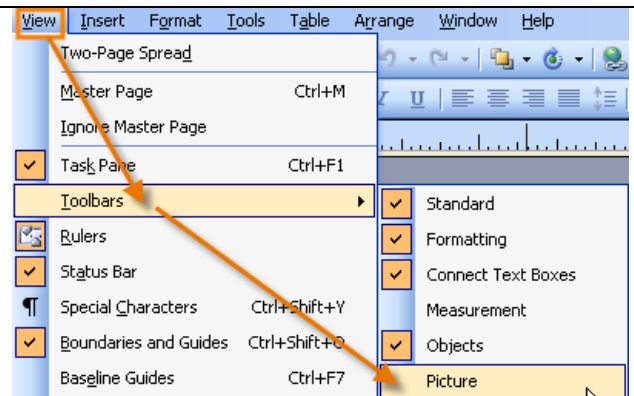 View Insert Format Tools Table Arrange Window Help
Two-Page Spread
Master Page Ctrl+M
Ignore Master Page
Task Pane Ctrl+F1
Toolbars
Rulers
Status Bar
Special Characters Ctrl+Shift+Y
Boundaries and Guides Ctrl+Shift+O
Baseline Guides Ctrl+F7
Standard
Formatting
Connect Text Boxes
Measurement
Objects
Picture